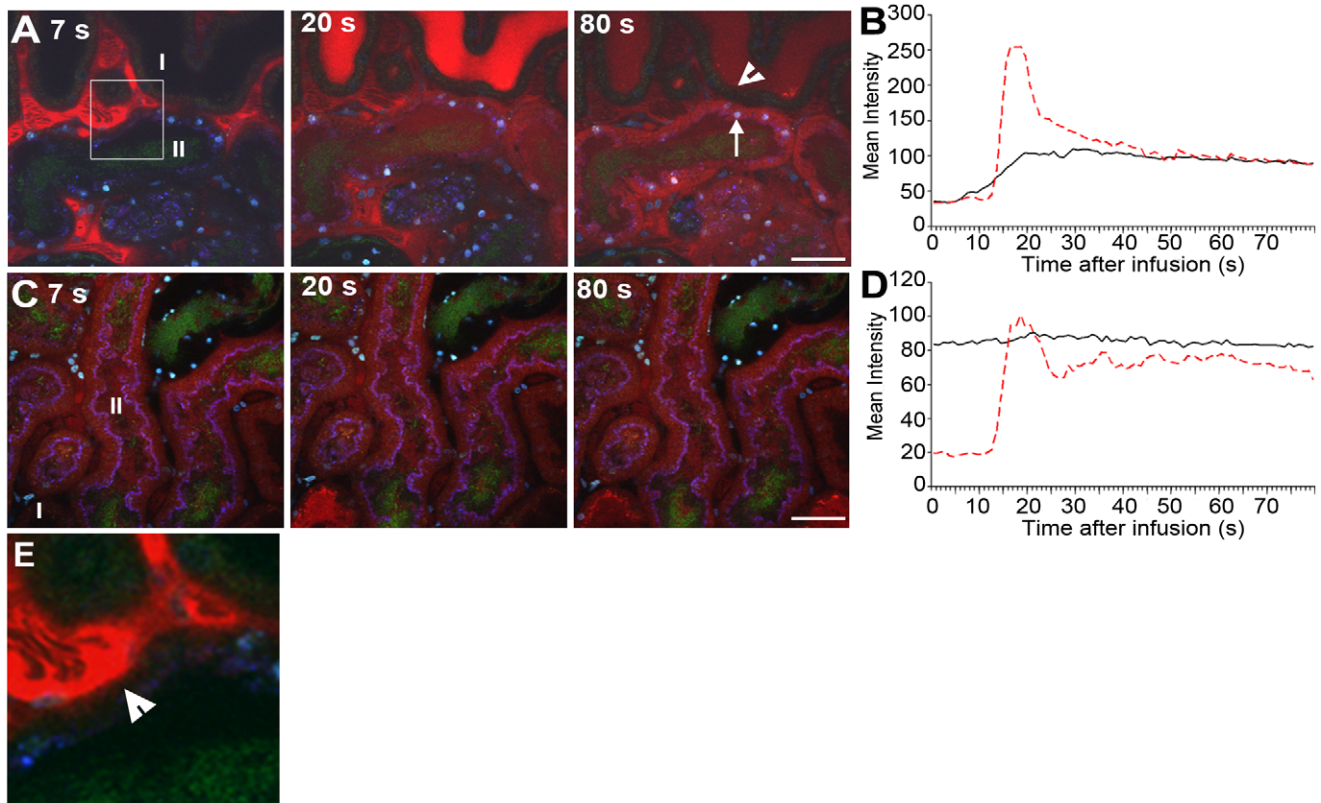 A 7 s
I
II
20 s
80 s
B
Mean Intensity
300
250
200
150
100
50
0
0 10 20 30 40 50 60 70
Time after infusion (s)
C 7 s
II
I
20 s
80 s
D
Mean Intensity
120
100
80
60
40
20
0
0 10 20 30 40 50 60 70
Time after infusion (s)
E